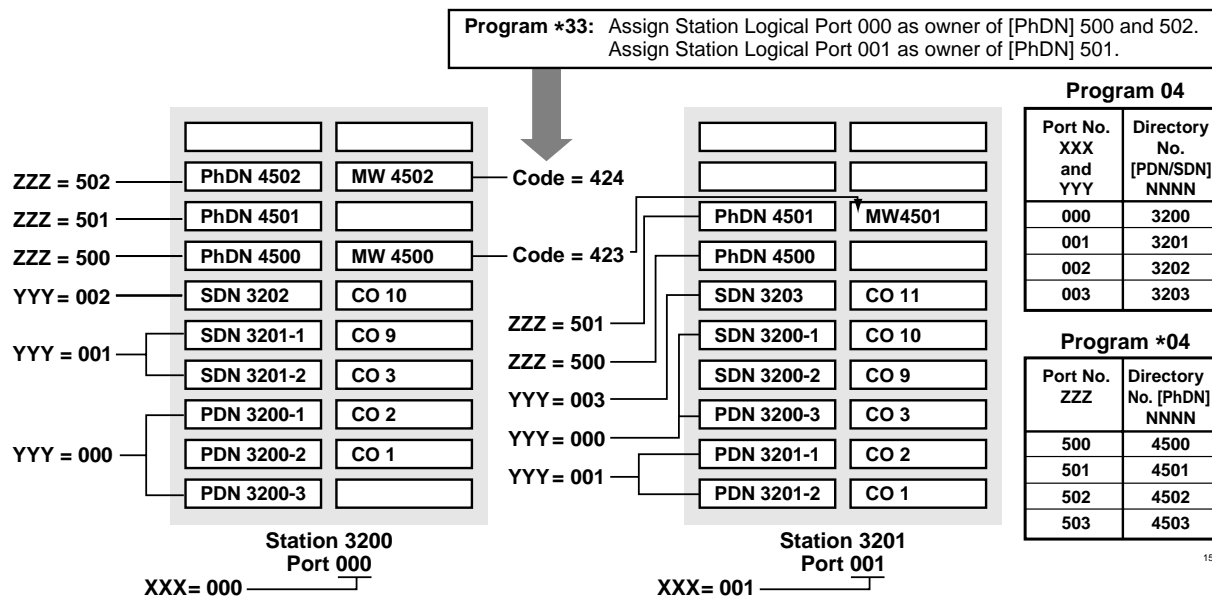 Program *33: Assign Station Logical Port 000 as owner of [PhDN] 500 and 502.
Assign Station Logical Port 001 as owner of [PhDN] 501.
ZZZ = 502
ZZZ = 501
ZZZ = 500
YYY = 002
YYY = 001
YYY = 000
PhDN 4502 MW 4502
PhDN 4501
PhDN 4500 MW 4500
SDN 3202 CO 10
SDN 3201-1 CO 9
SDN 3201-2 CO 3
PDN 3200-1 CO 2
PDN 3200-2 CO 1
PDN 3200-3
Station 3200
Port 000
XXX= 000
Code = 424
Code = 423
ZZZ = 501
ZZZ = 500
YYY = 003
YYY = 000
YYY = 001
PhDN 4501 MW4501
PhDN 4500
SDN 3203 CO 11
SDN 3200-1 CO 10
SDN 3200-2 CO 9
PDN 3200-3 CO 3
PDN 3201-1 CO 2
PDN 3201-2 CO 1
Station 3201
Port 001
XXX= 001
Program 04
Port No. XXX and YYY Directory No. [PDN/SDN] NNNN
000 3200
001 3201
002 3202
003 3203
Program *04
Port No. ZZZ Directory No. [PhDN] NNNN
500 4500
501 4501
502 4502
503 4503